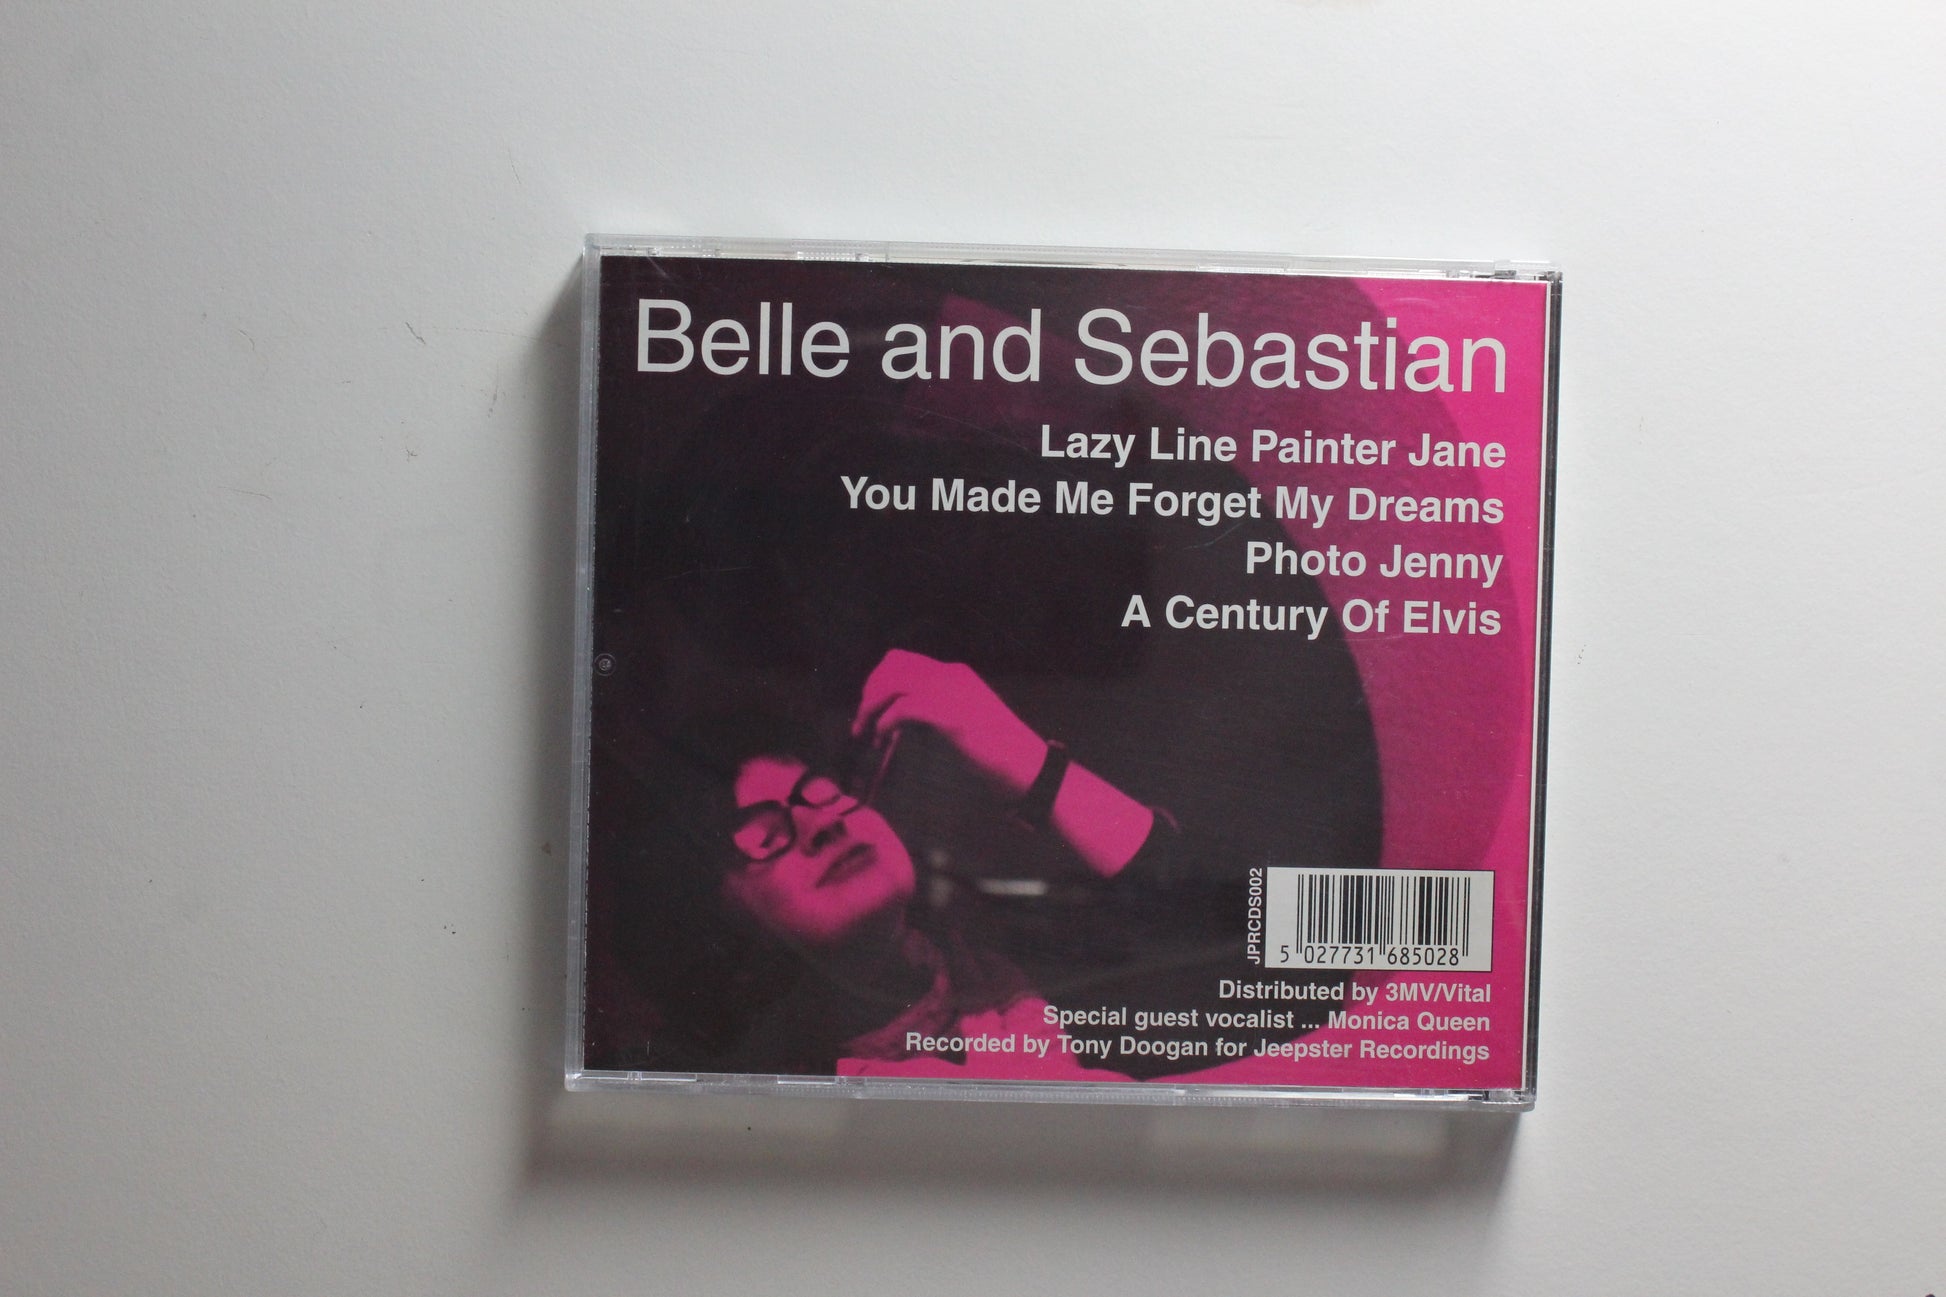 Belle and Sebastian
Lazy Line Painter Jane
You Made Me Forget My Dreams
Photo Jenny
A Century Of Elvis
JPRCDS002
5 027731 685028
Distributed by 3MV/Vital
Special guest vocalist ... Monica Queen
Recorded by Tony Doogan for Jeepster Recordings